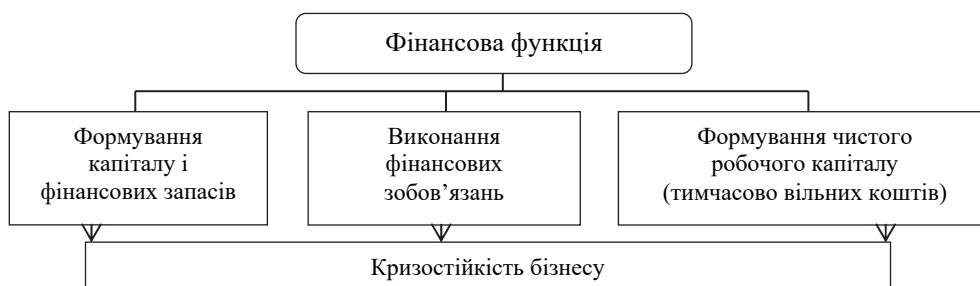 Фінансова функція
Формування
капіталу і
фінансових запасів
Виконання
фінансових
зобов’язань
Формування чистого
робочого капіталу
(тимчасово вільних коштів)
Кризостійкість бізнесу